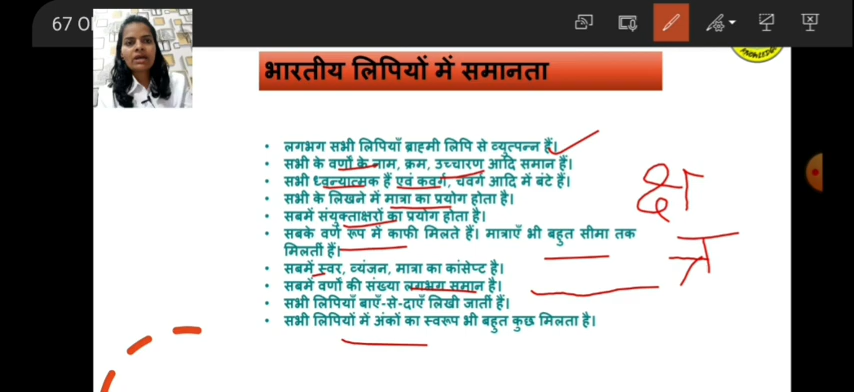 67 O
भारतीय लिपियों में समानता
KNOWLEDGE
• लगभग सभी लिपियाँ ब्राह्मी लिपि से व्युत्पन्न हैं।
• सभी के वर्णों के नाम, क्रम, उच्चारण आदि समान हैं।
• सभी ध्वन्यात्मक हैं एवं कवर्ग, चवर्ग आदि में बंटे हैं।
• सभी के लिखने में मात्रा का प्रयोग होता है।
• सबमें संयुक्ताक्षरों का प्रयोग होता है।
• सबके वर्ण रूप में काफी मिलते हैं। मात्राएँ भी बहुत सीमा तक
मिलतीं हैं।
• सबमें स्वर, व्यंजन, मात्रा का कांसेप्ट है।
• सबमें वर्णों की संख्या लगभग समान है।
• सभी लिपियाँ बाएँ-से-दाएँ लिखी जातीं हैं।
• सभी लिपियों में अंकों का स्वरूप भी बहुत कुछ मिलता है।
क्ष
त्र